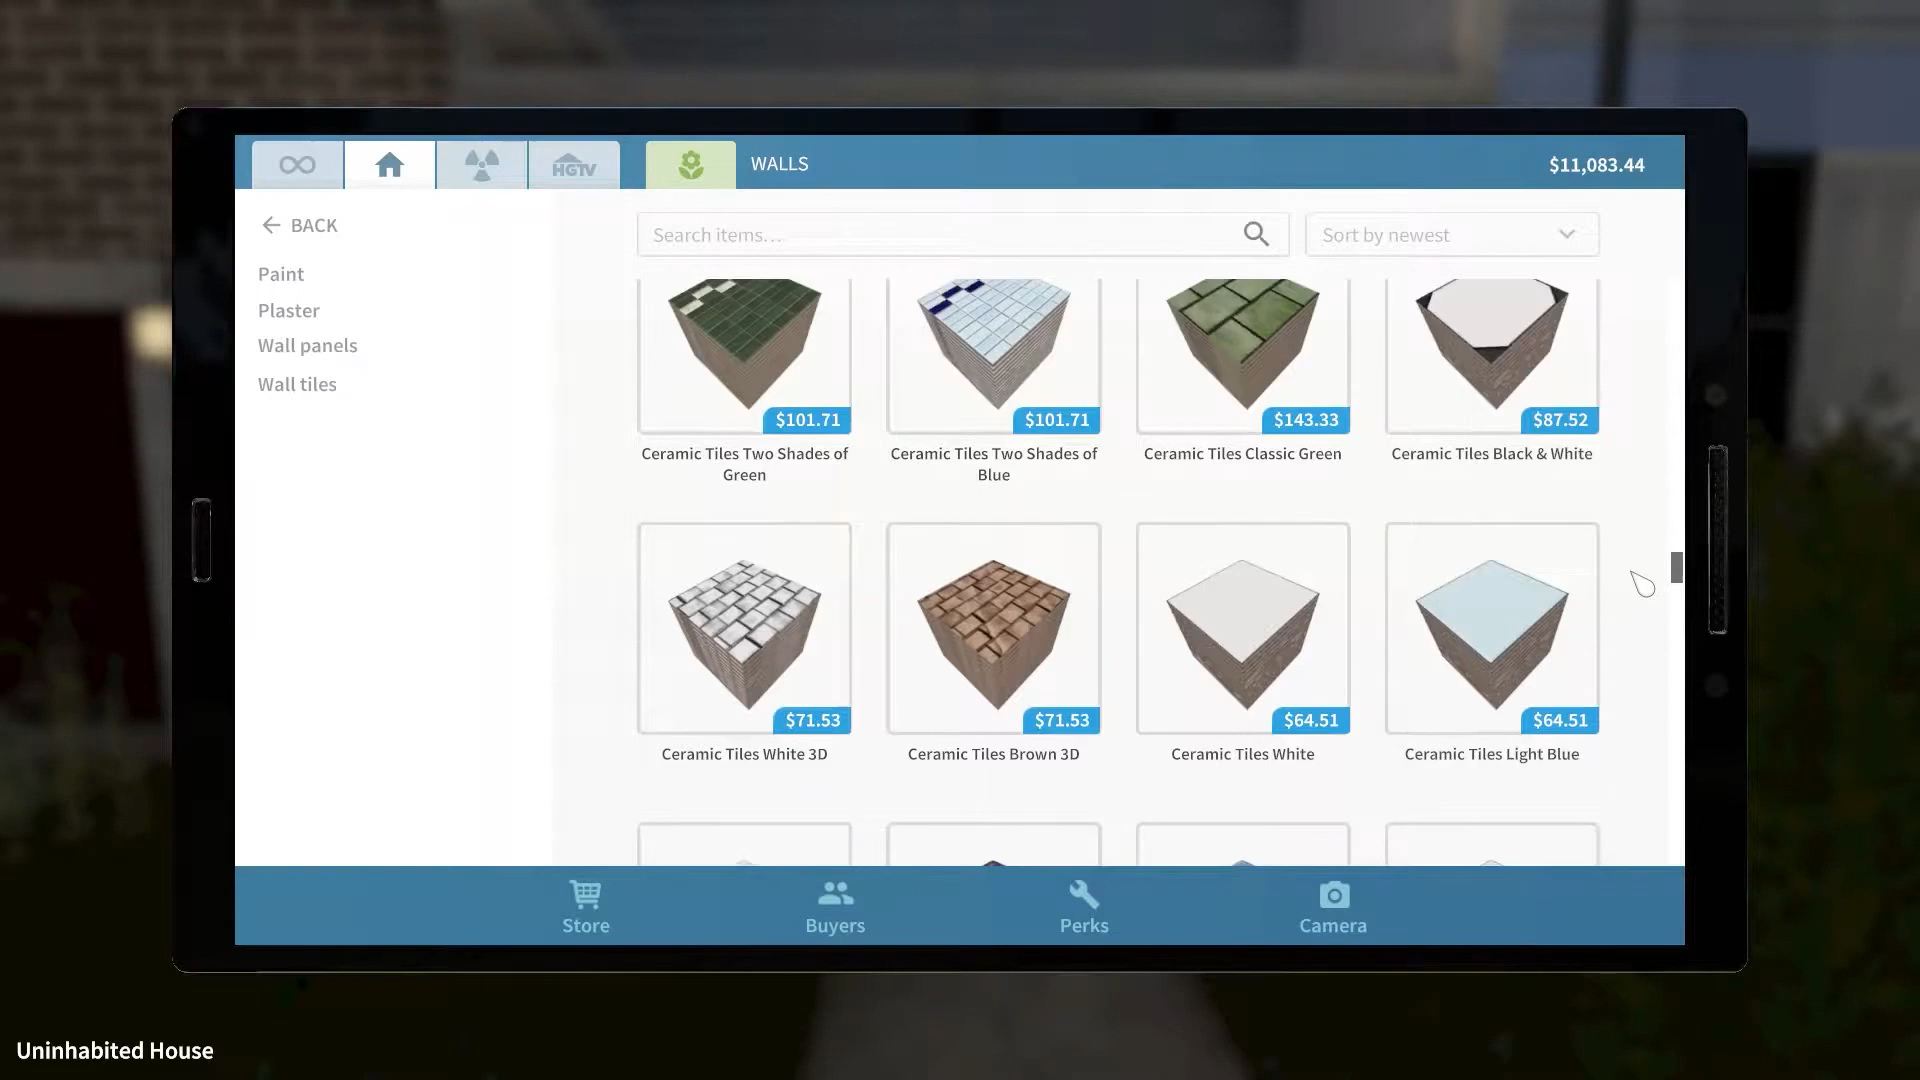 HGTV
WALLS
$11,083.44
BACK
Search items...
Sort by newest
Paint
Plaster
Wall panels
Wall tiles
$101.71
$101.71
$143.33
$87.52
Ceramic Tiles Two Shades of
Green
Ceramic Tiles Two Shades of
Blue
Ceramic Tiles Classic Green
Ceramic Tiles Black & White
$71.53
$71.53
$64.51
$64.51
Ceramic Tiles White 3D
Ceramic Tiles Brown 3D
Ceramic Tiles White
Ceramic Tiles Light Blue
Store
Buyers
Perks
Camera
Uninhabited House